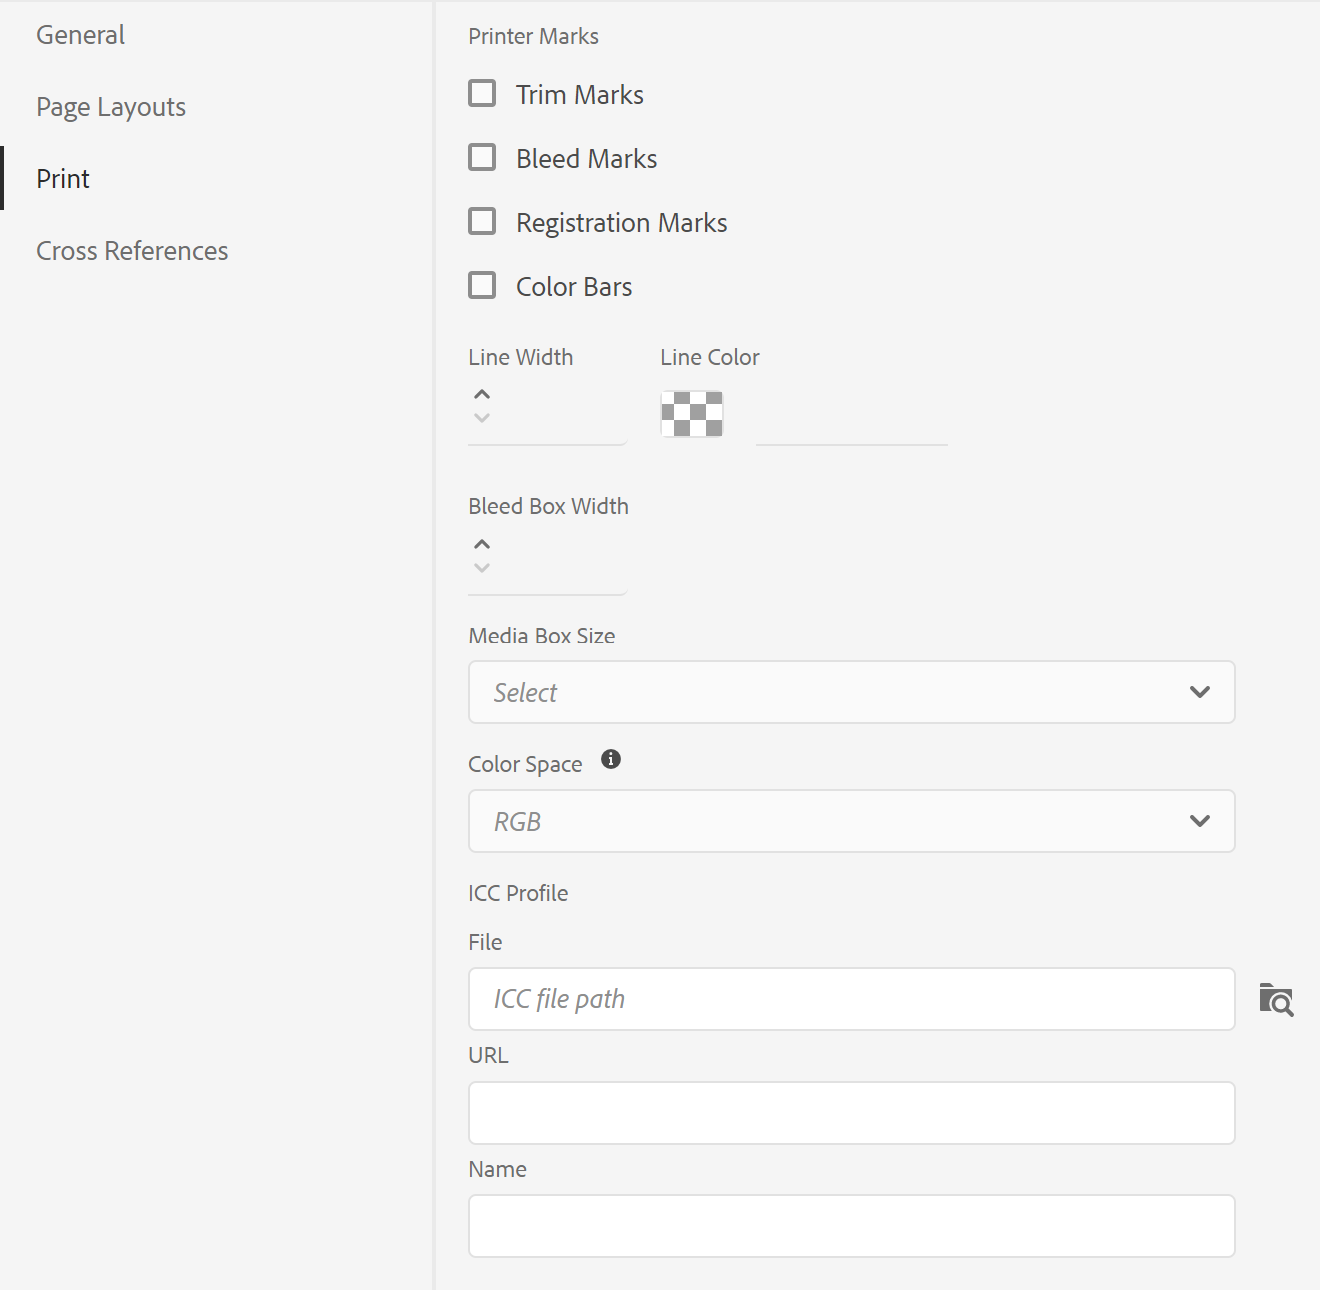 General
Page Layouts
Print
Cross References
Printer Marks
Trim Marks
Bleed Marks
Registration Marks
Color Bars
Line Width Line Color
Bleed Box Width
Media Box Size
Select
Color Space
RGB
ICC Profile
File
ICC file path
URL
Name